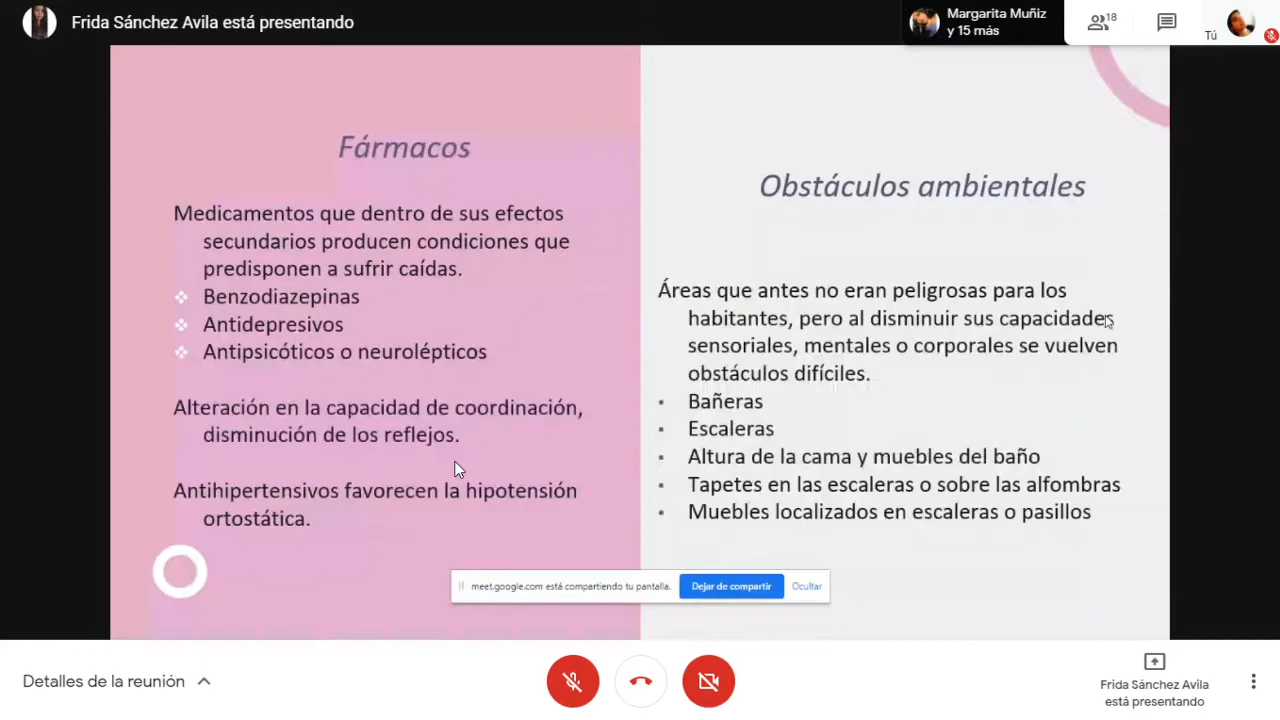 Frida Sánchez Avila está presentando
Margarita Muñiz
y 15 más
18
Tú
Fármacos
Medicamentos que dentro de sus efectos
secundarios producen condiciones que
predisponen a sufrir caídas.
Benzodiazepinas
Antidepresivos
Antipsicóticos o neurolépticos
Alteración en la capacidad de coordinación,
disminución de los reflejos.
Antihipertensivos favorecen la hipotensión
ortostática.
Obstáculos ambientales
Áreas que antes no eran peligrosas para los
habitantes, pero al disminuir sus capacidades
sensoriales, mentales o corporales se vuelven
obstáculos difíciles.
Bañeras
Escaleras
Altura de la cama y muebles del baño
Tapetes en las escaleras o sobre las alfombras
Muebles localizados en escaleras o pasillos
meet.google.com está compartiendo tu pantalla.
Dejar de compartir
Ocultar
Detalles de la reunión
Frida Sánchez Avila
está presentando